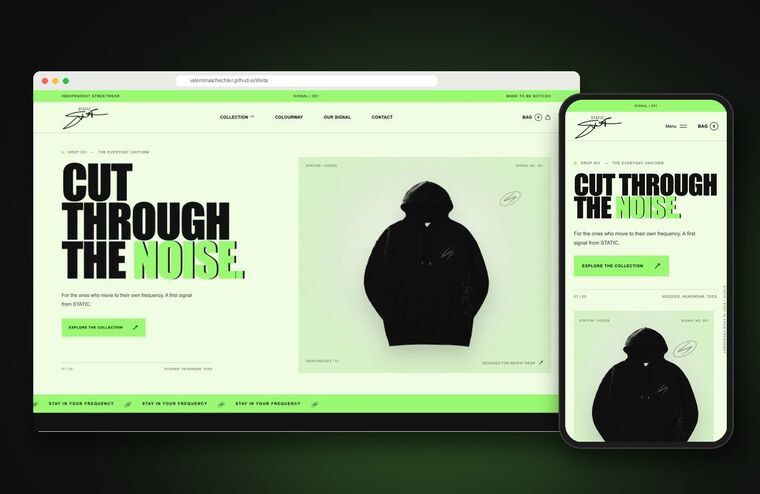 valentinaschechter.github.io/Webs
INDEPENDENT STREETWEAR
SIGNAL / 001
MADE TO BE NOTICED
STATIC
COLLECTION
COLOURWAY
OUR SIGNAL
CONTACT
BAG 0
DROP 001 — THE EVERYDAY UNIFORM
CUT
THROUGH
THE NOISE.
For the ones who move to their own frequency. A first signal
from STATIC.
EXPLORE THE COLLECTION ↗
01 / 03
HOODIES. HEADWEAR. TEES.
STATIC® / GOODS
SIGNAL NO. 001
HEAVYWEIGHT / 01
DESIGNED FOR REPEAT WEAR ↗
STAY IN YOUR FREQUENCY
STAY IN YOUR FREQUENCY
STAY IN YOUR FREQUENCY
SIGNAL / 001
STATIC
Menu
BAG 0
DROP 001 — THE EVERYDAY UNIFORM
CUT THROUGH
THE NOISE.
For the ones who move to their own frequency. A first
signal from STATIC.
EXPLORE THE COLLECTION ↗
01 / 03
HOODIES. HEADWEAR. TEES.
STATIC® / GOODS
SIGNAL NO. 001